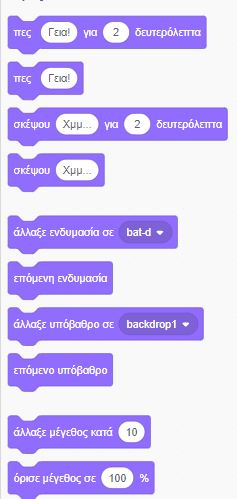 πες Γεια! για 2 δευτερόλεπτα
πες Γεια!
σκέψου Χμμ... για 2 δευτερόλεπτα
σκέψου Χμμ...
άλλαξε ενδυμασία σε bat-d
επόμενη ενδυμασία
άλλαξε υπόβαθρο σε backdrop1
επόμενο υπόβαθρο
άλλαξε μέγεθος κατά 10
όρισε μέγεθος σε 100 %